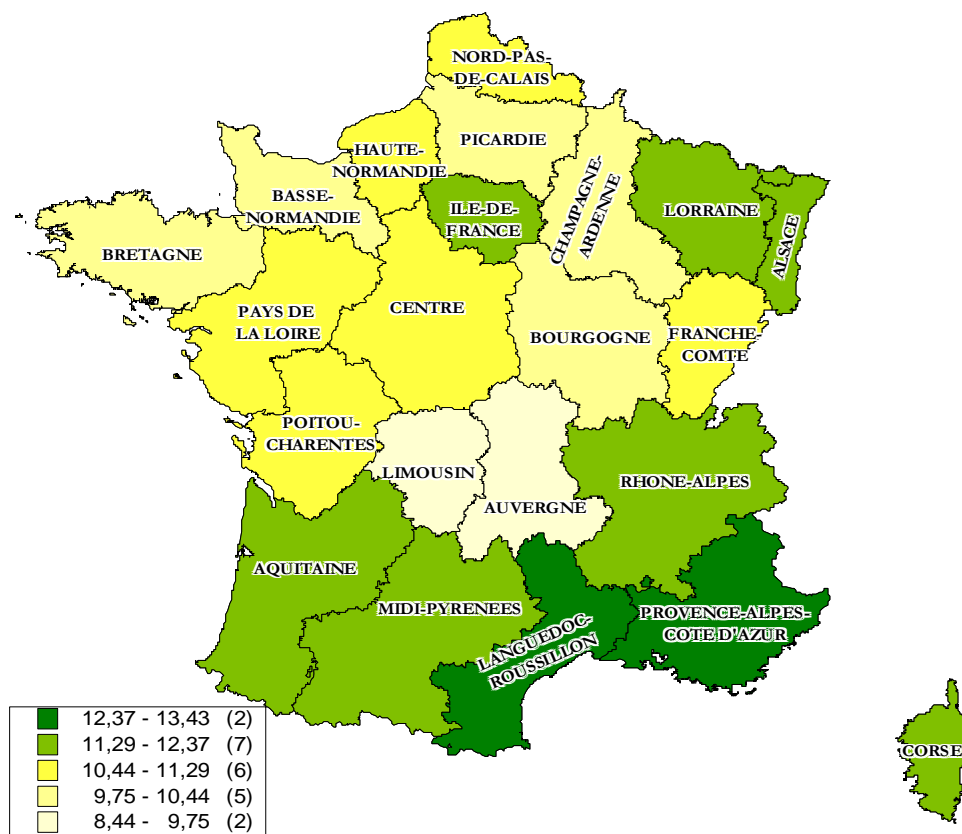 NORD-PAS-
DE-CALAIS
PICARDIE
HAUTE-
NORMANDIE
BASSE-
NORMANDIE
CHAMPAGNE-
ARDENNE
LORRAINE
ALSACE
ILE-DE-
FRANCE
BRETAGNE
PAYS DE
LA LOIRE
CENTRE
BOURGOGNE
FRANCHE-
COMTE
POITOU-
CHARENTES
LIMOUSIN
AUVERGNE
RHONE-ALPES
AQUITAINE
MIDI-PYRENEES
LANGUEDOC-
ROUSSILLON
PROVENCE-ALPES-
COTE D'AZUR
CORSE
12,37 - 13,43 (2)
11,29 - 12,37 (7)
10,44 - 11,29 (6)
9,75 - 10,44 (5)
8,44 - 9,75 (2)